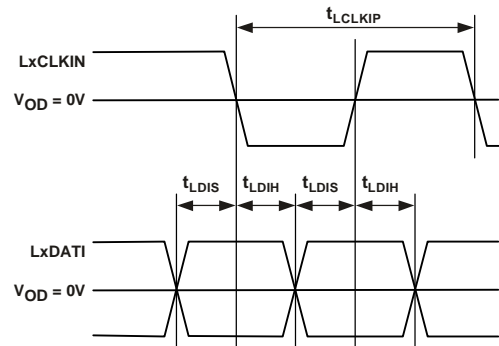 tLCLKIP
LxCLKIN
VOD = 0V
tLDIS tLDIH tLDIS tLDIH
LxDATI
VOD = 0V